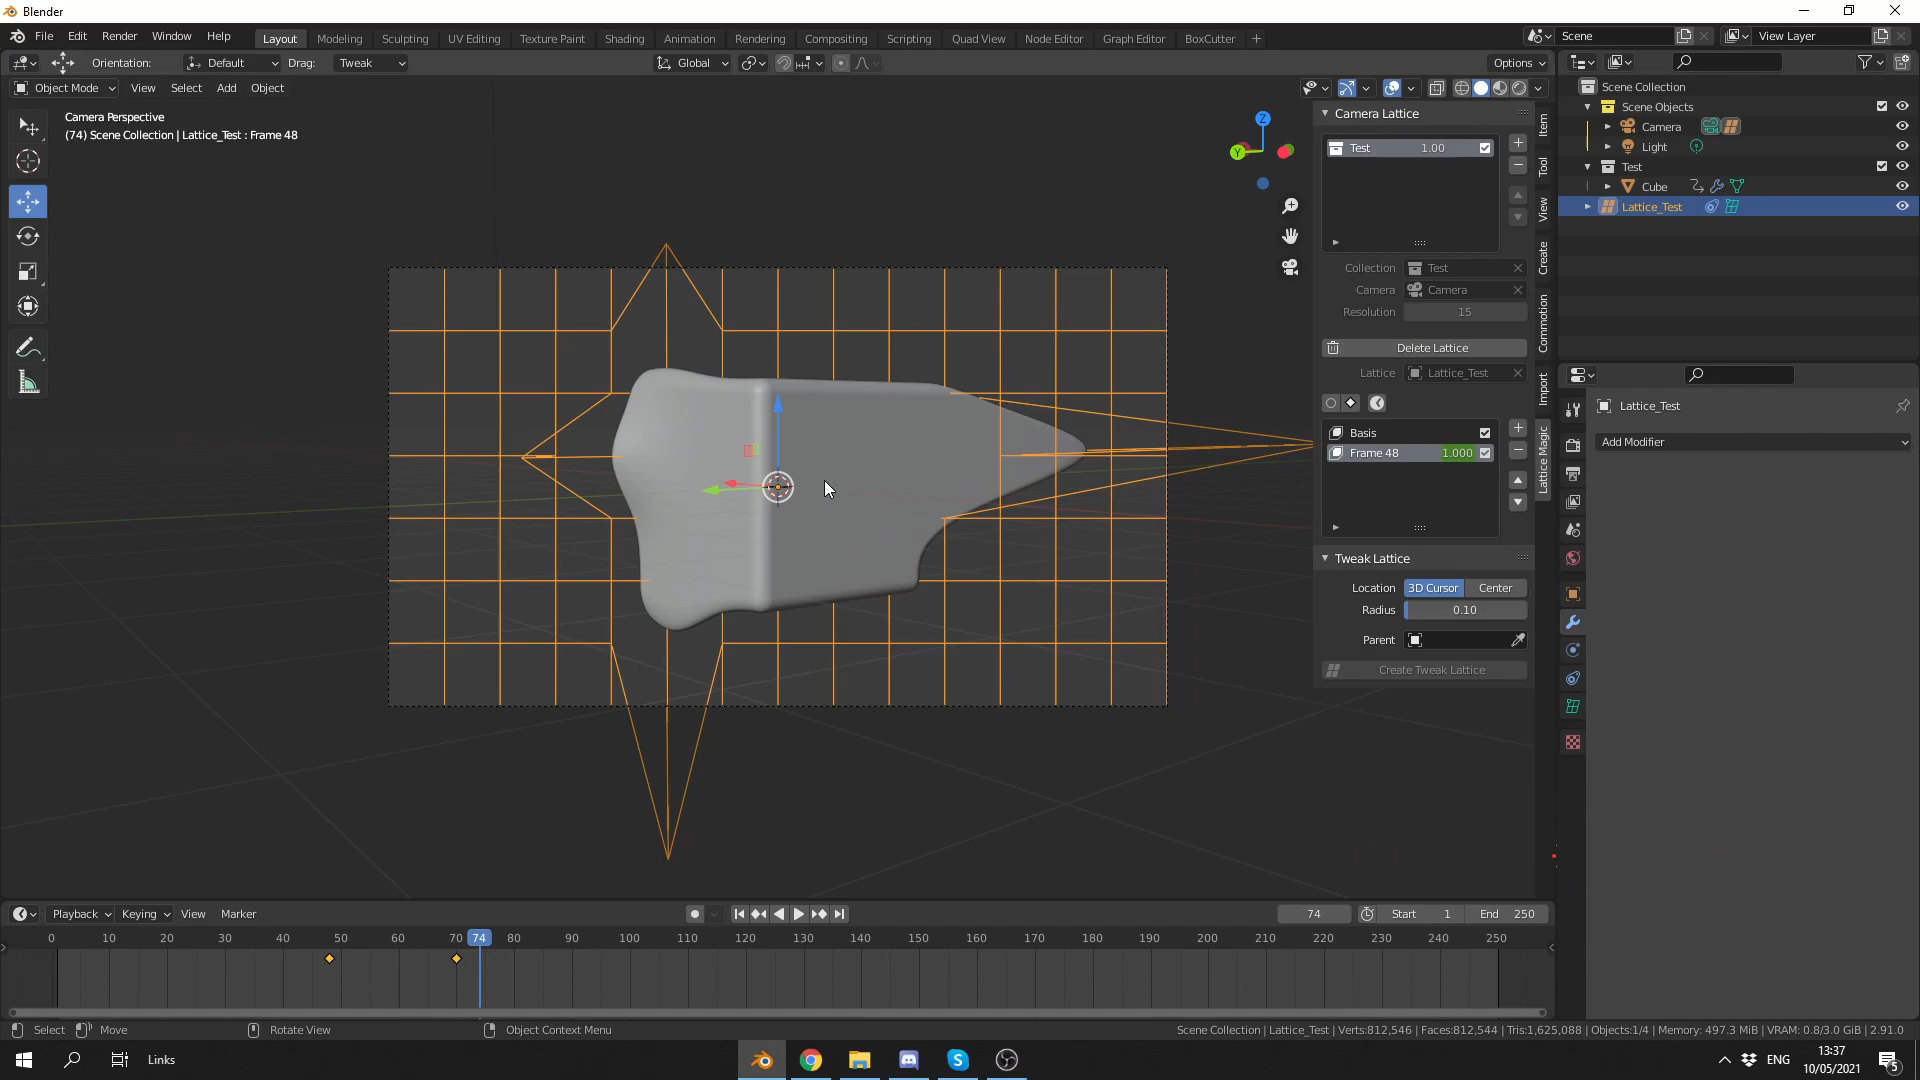 Blender
File Edit Render Window Help
Layout Modeling Sculpting UV Editing Texture Paint Shading Animation Rendering Compositing Scripting Quad View Node Editor Graph Editor BoxCutter +
Scene
View Layer
Orientation: Default Drag: Tweak
Global
Options
Object Mode View Select Add Object
Camera Perspective
(74) Scene Collection | Lattice_Test : Frame 48
Z
Y
Camera Lattice
Test 1.00
Collection Test
Camera Camera
Resolution 15
Delete Lattice
Lattice Lattice_Test
Basis
Frame 48 1.000
Tweak Lattice
Location 3D Cursor Center
Radius 0.10
Parent
Create Tweak Lattice
Item
Tool
View
Create
Commotion
Import
Lattice Magic
Scene Collection
Scene Objects
Camera
Light
Test
Cube
Lattice_Test
Lattice_Test
Add Modifier
Playback Keying View Marker
74 Start 1 End 250
0 10 20 30 40 50 60 70 74 80 90 100 110 120 130 140 150 160 170 180 190 200 210 220 230 240 250
Select Move Rotate View Object Context Menu
Scene Collection | Lattice_Test | Verts:812,546 | Faces:812,544 | Tris:1,625,088 | Objects:1/4 | Memory: 497.3 MiB | VRAM: 0.8/3.0 GiB | 2.91.0
Links
ENG
13:37
10/05/2021
5